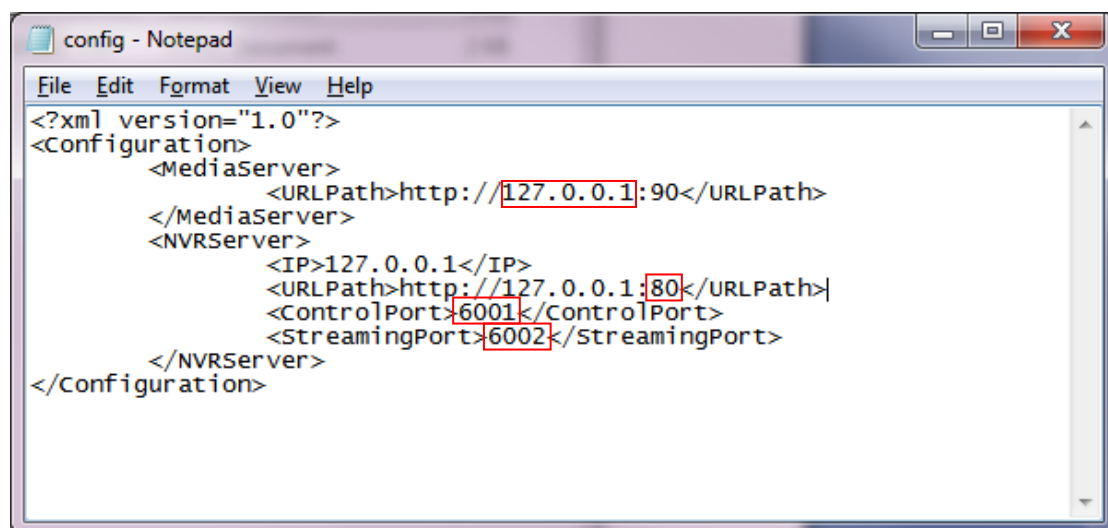 config - Notepad
File Edit Format View Help
<?xml version="1.0"?>
<Configuration>
<MediaServer>
<URLPath>http://127.0.0.1:90</URLPath>
</MediaServer>
<NVRServer>
<IP>127.0.0.1</IP>
<URLPath>http://127.0.0.1:80</URLPath>
<ControlPort>6001</ControlPort>
<StreamingPort>6002</StreamingPort>
</NVRServer>
</Configuration>